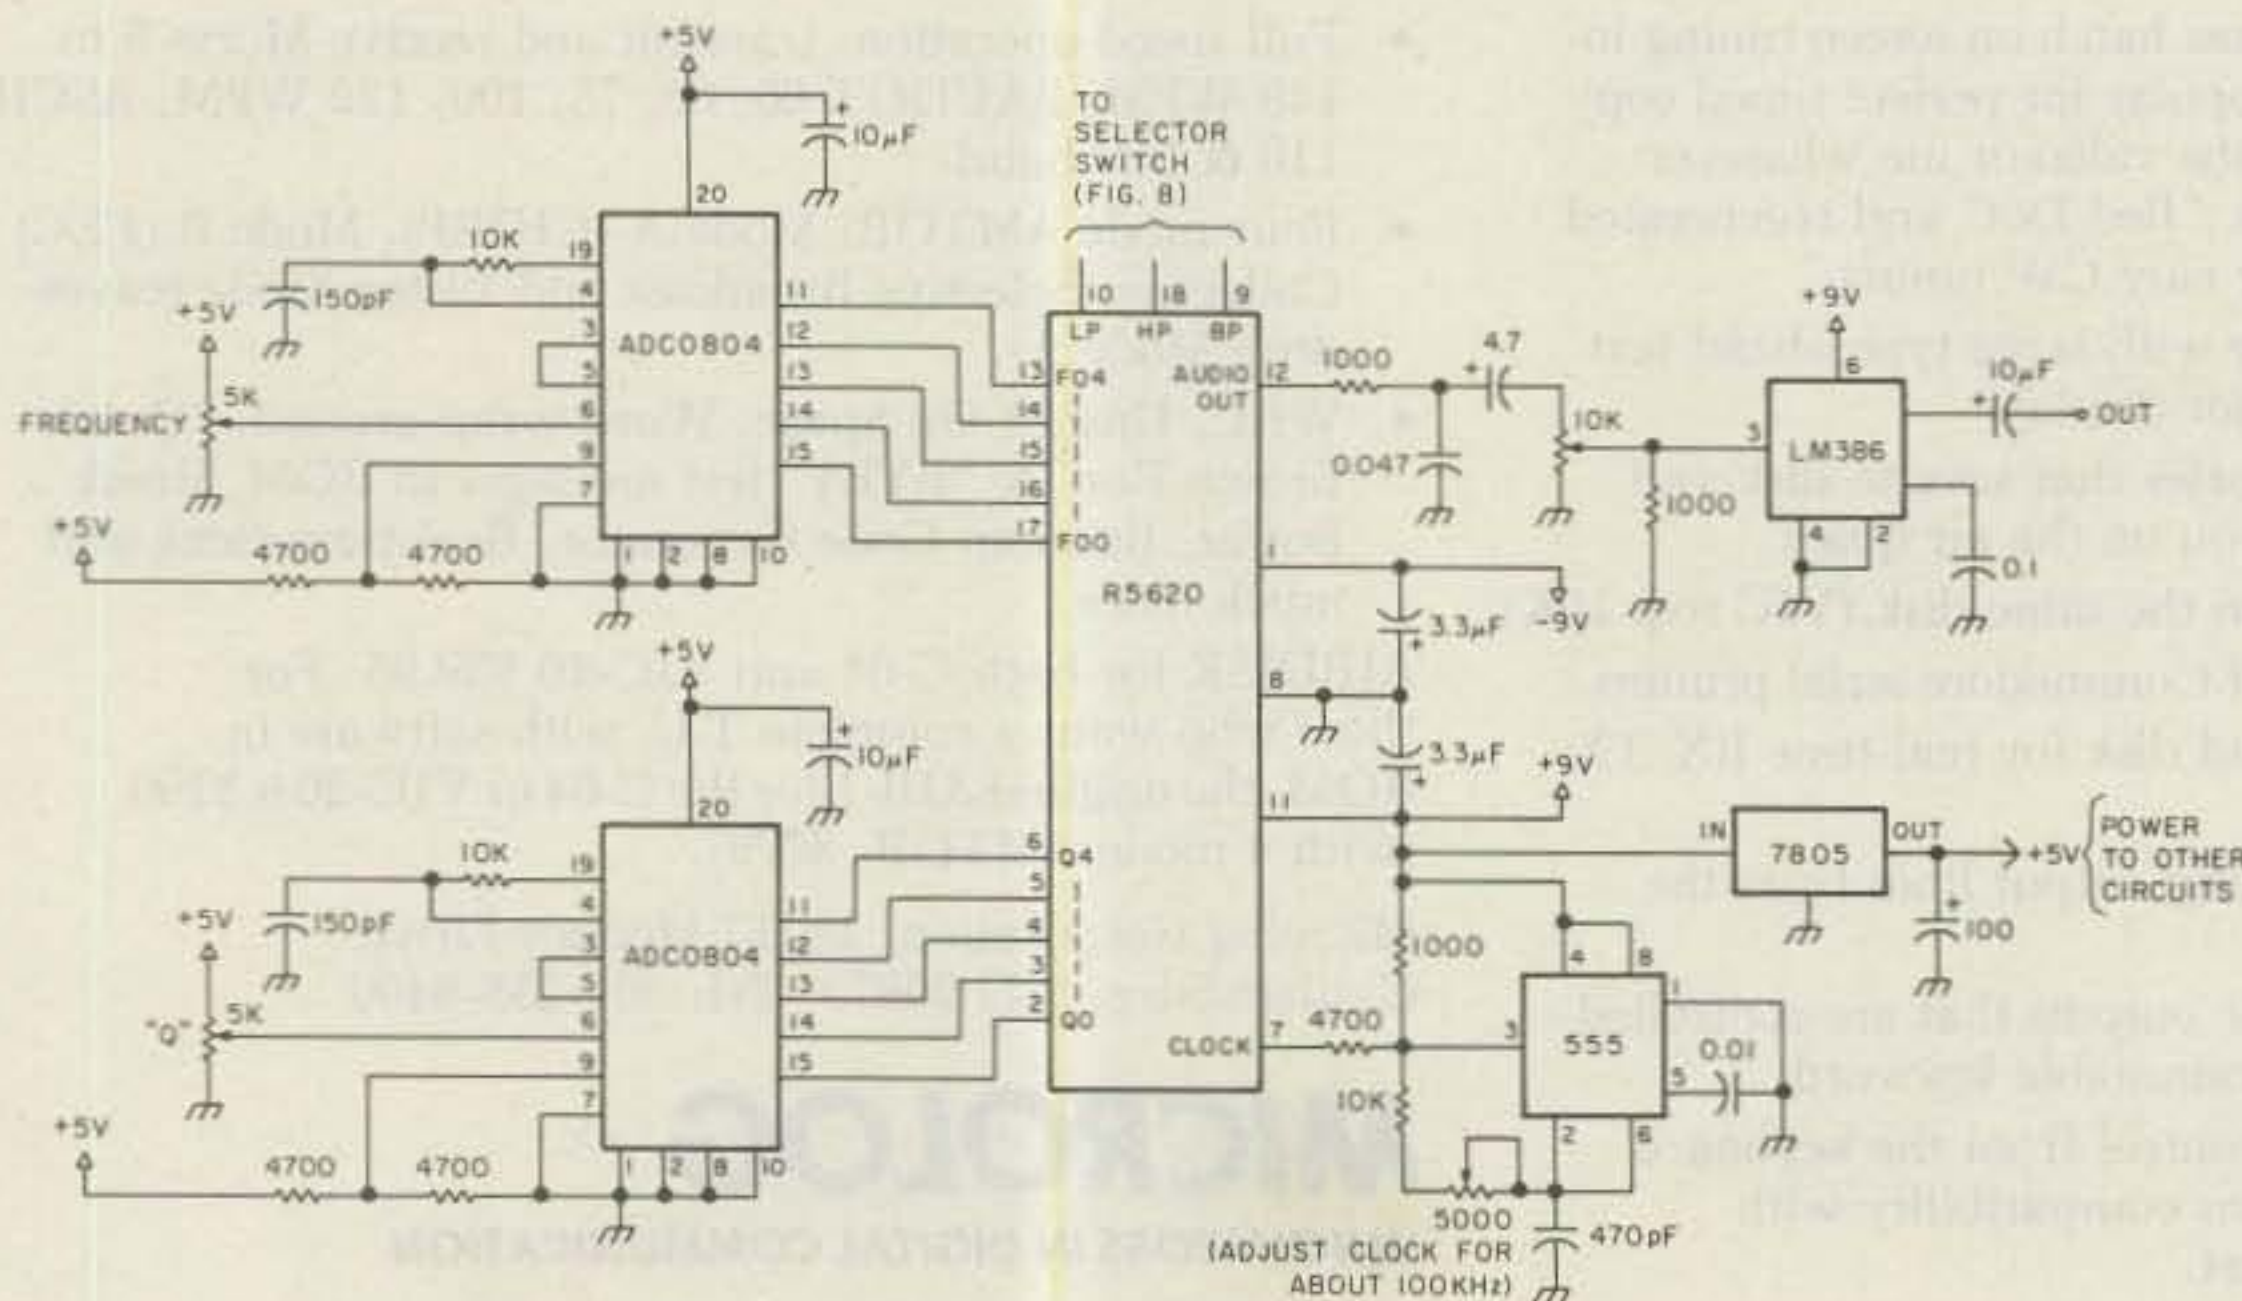 +5V
10µF
20
10K
19
150pF
4
3
5
+5V
5K
FREQUENCY
6
9
7
+5V
4700
4700
1
2
8
10
ADC0804
11
12
13
14
15
TO
SELECTOR
SWITCH
(FIG. 8)
10
18
9
LP
HP
BP
13
FO4
14
15
16
17
FOO
R5620
AUDIO
OUT
12
1000
4.7
0.047
10K
1000
+9V
6
3
LM386
4
2
10µF
OUT
0.1
1
-9V
3.3µF
8
3.3µF
+9V
11
IN
7805
OUT
+5V
POWER
TO OTHER
CIRCUITS
100
+5V
10µF
20
10K
19
150pF
4
3
5
+5V
5K
"Q"
6
9
7
+5V
4700
4700
1
2
8
10
ADC0804
11
12
13
14
15
6
Q4
5
4
3
2
Q0
CLOCK
7
4700
1000
10K
4
8
3
555
1
5
0.01
2
6
5000
470pF
(ADJUST CLOCK FOR
ABOUT 100KHz)